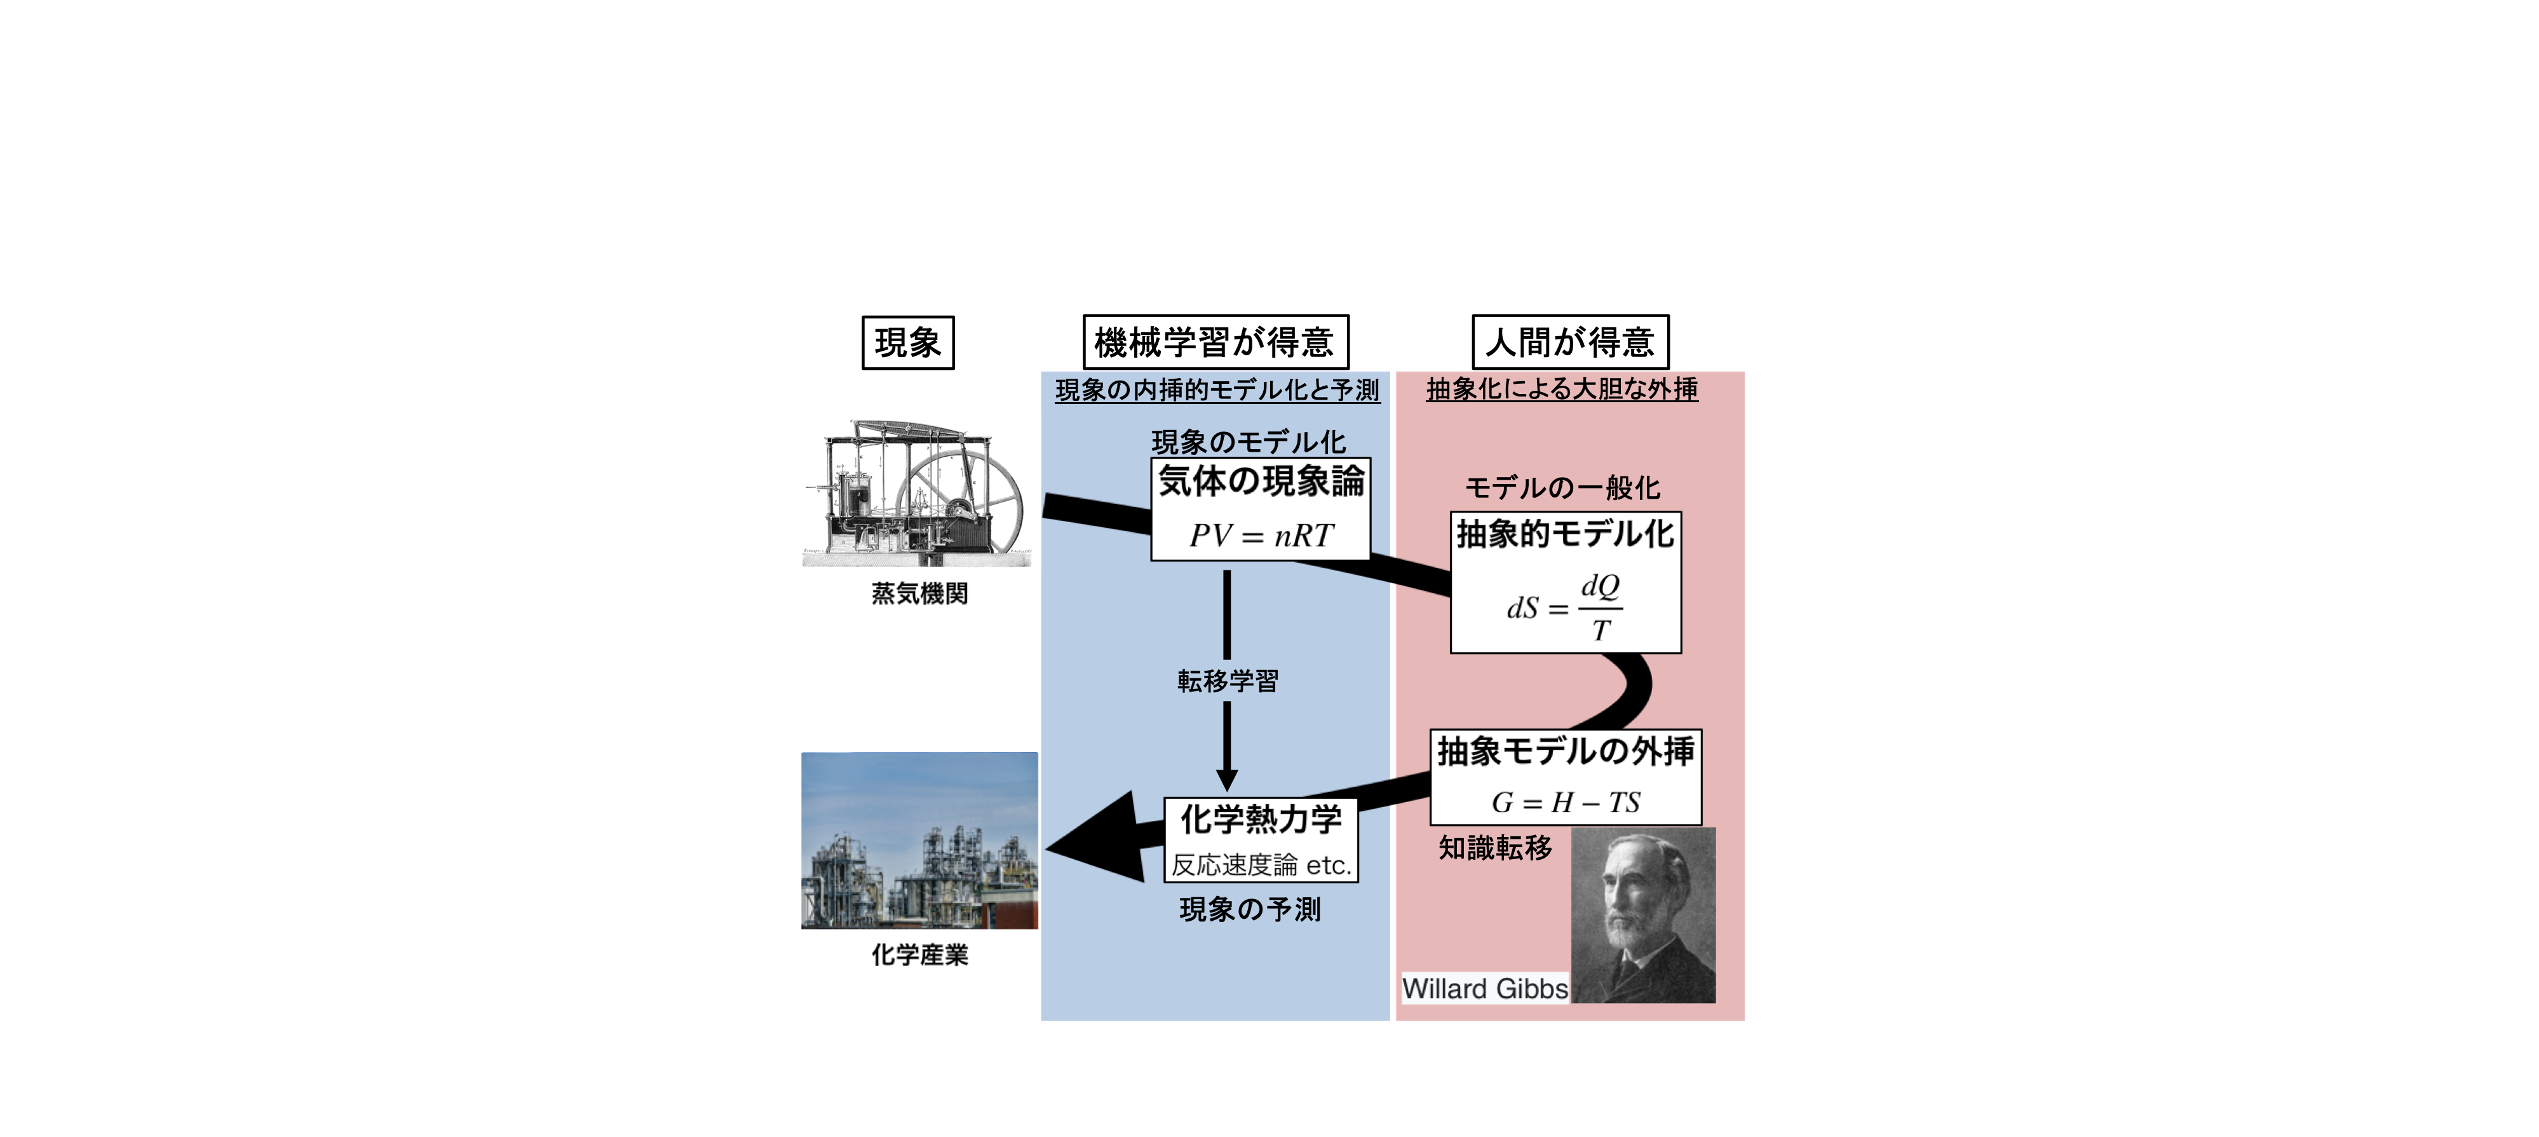 現象
機械学習が得意
人間が得意
現象の内挿的モデル化と予測
抽象化による大胆な外挿
現象のモデル化
気体の現象論
PV = nRT
モデルの一般化
抽象的モデル化
dS = dQ/T
蒸気機関
転移学習
抽象モデルの外挿
G = H − TS
知識転移
化学熱力学
反応速度論 etc.
現象の予測
化学産業
Willard Gibbs